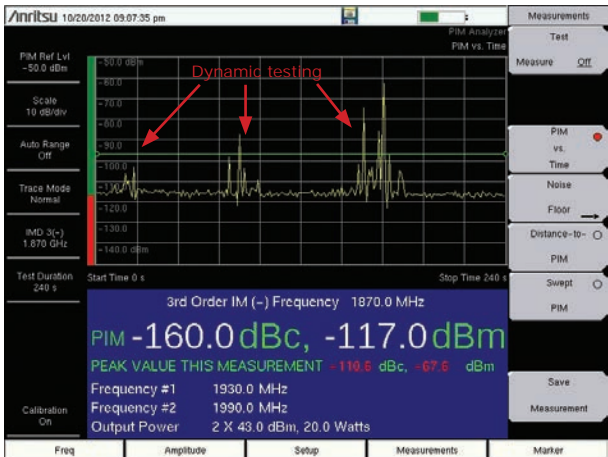 Anritsu 10/20/2012 09:07:35 pm
Measurements
PIM Analyzer
PIM vs. Time
Test
Measure Off
PIM Ref Lvl
-50.0 dBm
-50.0 dBm
-60.0
Dynamic testing
Scale
10 dB/div
-70.0
Auto Range
Off
-90.0
PIM
vs.
Time
-100.0
Trace Mode
Normal
Noise
Floor
-120.0
IMD 3(-)
1.870 GHz
-130.0
-140.0 dBm
Distance-to-
PIM
Test Duration
240 s
Start Time 0 s
Stop Time 240 s
Swept
PIM
3rd Order IM (-) Frequency 1870.0 MHz
PIM -160.0 dBc, -117.0 dBm
PEAK VALUE THIS MEASUREMENT -110.6 dBc, -67.6 dBm
Frequency #1 1930.0 MHz
Frequency #2 1990.0 MHz
Output Power 2 X 43.0 dBm, 20.0 Watts
Calibration
On
Save
Measurement
Freq
Amplitude
Setup
Measurements
Marker